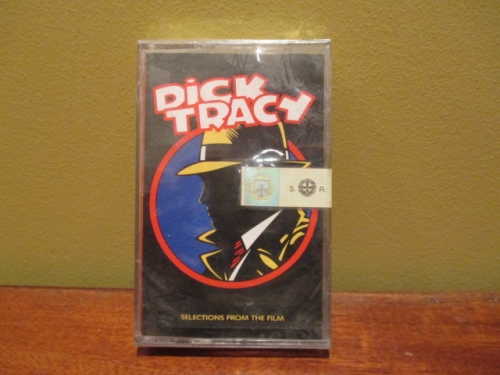 DICK
TRACY
S. R.
SELECTIONS FROM THE FILM